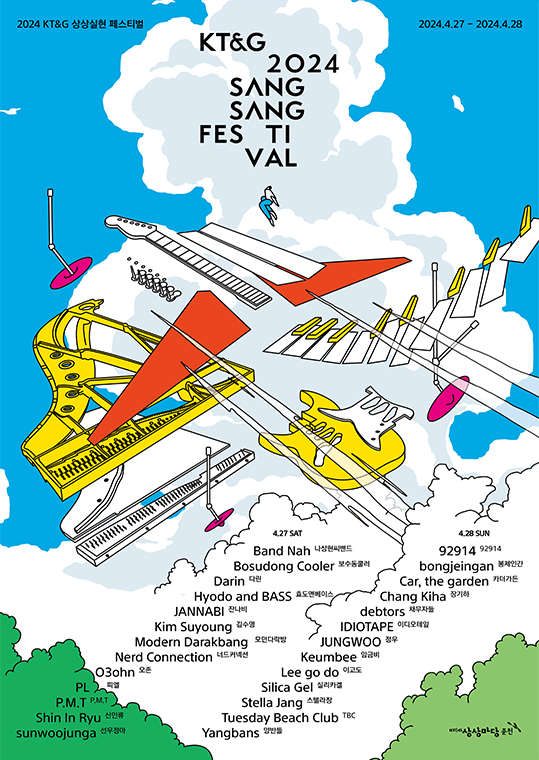 2024 KT&G 상상실현 페스티벌
2024.4.27 – 2024.4.28
KT&G
2024
SANG
SANG
FES TI
VAL
4.27 SAT
Band Nah 나상현씨밴드
Bosudong Cooler 보수동쿨러
Darin 다린
Hyodo and BASS 효도앤베이스
JANNABI 잔나비
Kim Suyoung 김수영
Modern Darakbang 모던다락방
Nerd Connection 너드커넥션
O3ohn 오존
PL 피엘
P.M.T P.M.T
Shin In Ryu 신인류
sunwoojunga 선우정아
4.28 SUN
92914 92914
bongjeingan 봉제인간
Car, the garden 카더가든
Chang Kiha 장기하
debtors 채무자들
IDIOTAPE 이디오테잎
JUNGWOO 정우
Keumbee 임금비
Lee go do 이고도
Silica Gel 실리카겔
Stella Jang 스텔라장
Tuesday Beach Club TBC
Yangbans 양반들
KT&G 상상마당 춘천